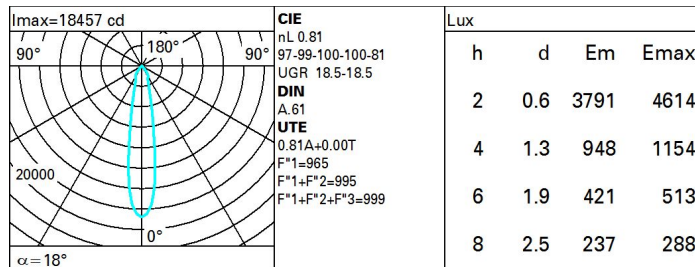 Imax=18457 cd
90° 180° 90°
20000
0°
α=18°
CIE
nL 0.81
97-99-100-100-81
UGR 18.5-18.5
DIN
A.61
UTE
0.81A+0.00T
F"1=965
F"1+F"2=995
F"1+F"2+F"3=999
Lux
h d Em Emax
2 0.6 3791 4614
4 1.3 948 1154
6 1.9 421 513
8 2.5 237 288